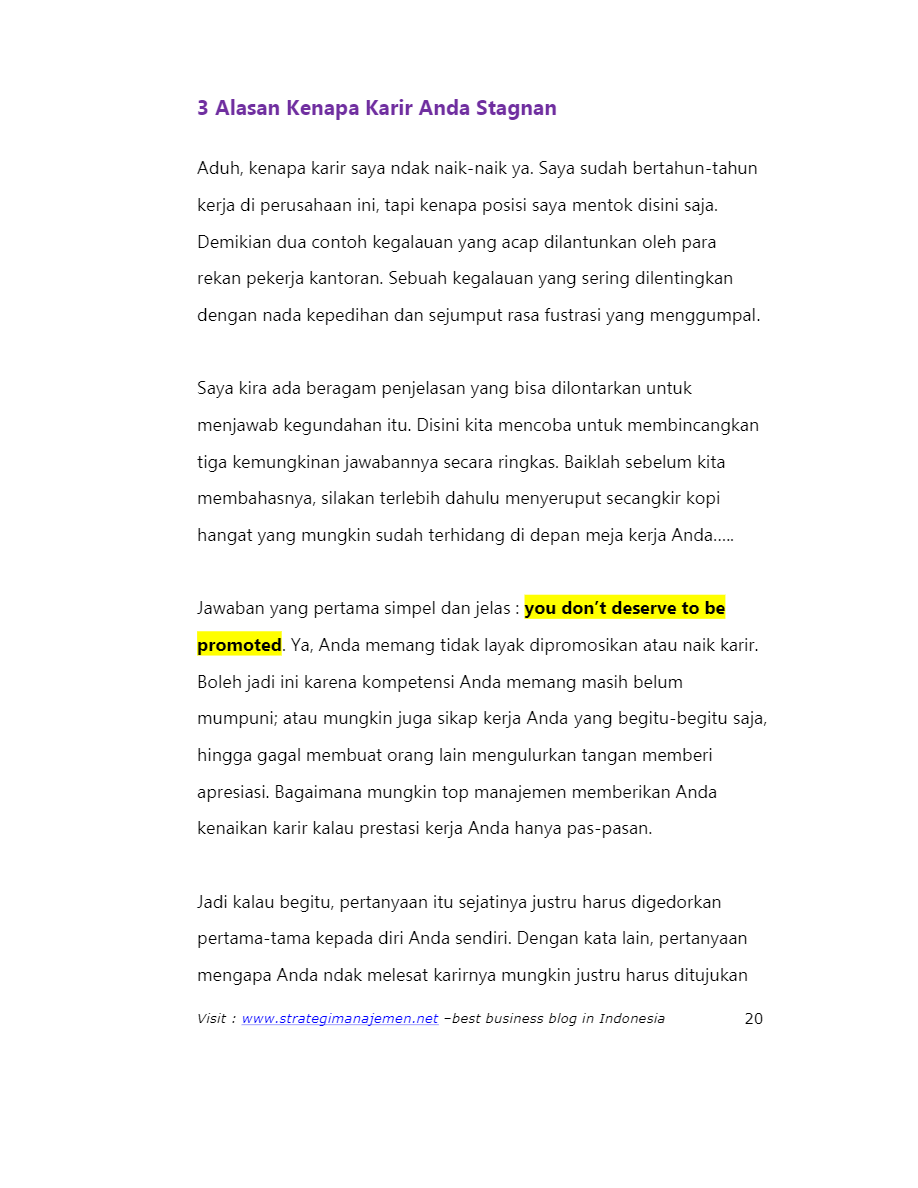 3 Alasan Kenapa Karir Anda Stagnan
Aduh, kenapa karir saya ndak naik-naik ya. Saya sudah bertahun-tahun
kerja di perusahaan ini, tapi kenapa posisi saya mentok disini saja.
Demikian dua contoh kegalauan yang acap dilantunkan oleh para
rekan pekerja kantoran. Sebuah kegalauan yang sering dilentingkan
dengan nada kepedihan dan sejumput rasa fustrasi yang menggumpal.
Saya kira ada beragam penjelasan yang bisa dilontarkan untuk
menjawab kegundahan itu. Disini kita mencoba untuk membincangkan
tiga kemungkinan jawabannya secara ringkas. Baiklah sebelum kita
membahasnya, silakan terlebih dahulu menyeruput secangkir kopi
hangat yang mungkin sudah terhidang di depan meja kerja Anda…..
Jawaban yang pertama simpel dan jelas : you don’t deserve to be
promoted. Ya, Anda memang tidak layak dipromosikan atau naik karir.
Boleh jadi ini karena kompetensi Anda memang masih belum
mumpuni; atau mungkin juga sikap kerja Anda yang begitu-begitu saja,
hingga gagal membuat orang lain mengulurkan tangan memberi
apresiasi. Bagaimana mungkin top manajemen memberikan Anda
kenaikan karir kalau prestasi kerja Anda hanya pas-pasan.
Jadi kalau begitu, pertanyaan itu sejatinya justru harus digedorkan
pertama-tama kepada diri Anda sendiri. Dengan kata lain, pertanyaan
mengapa Anda ndak melesat karirnya mungkin justru harus ditujukan
Visit : www.strategimanajemen.net –best business blog in Indonesia 20